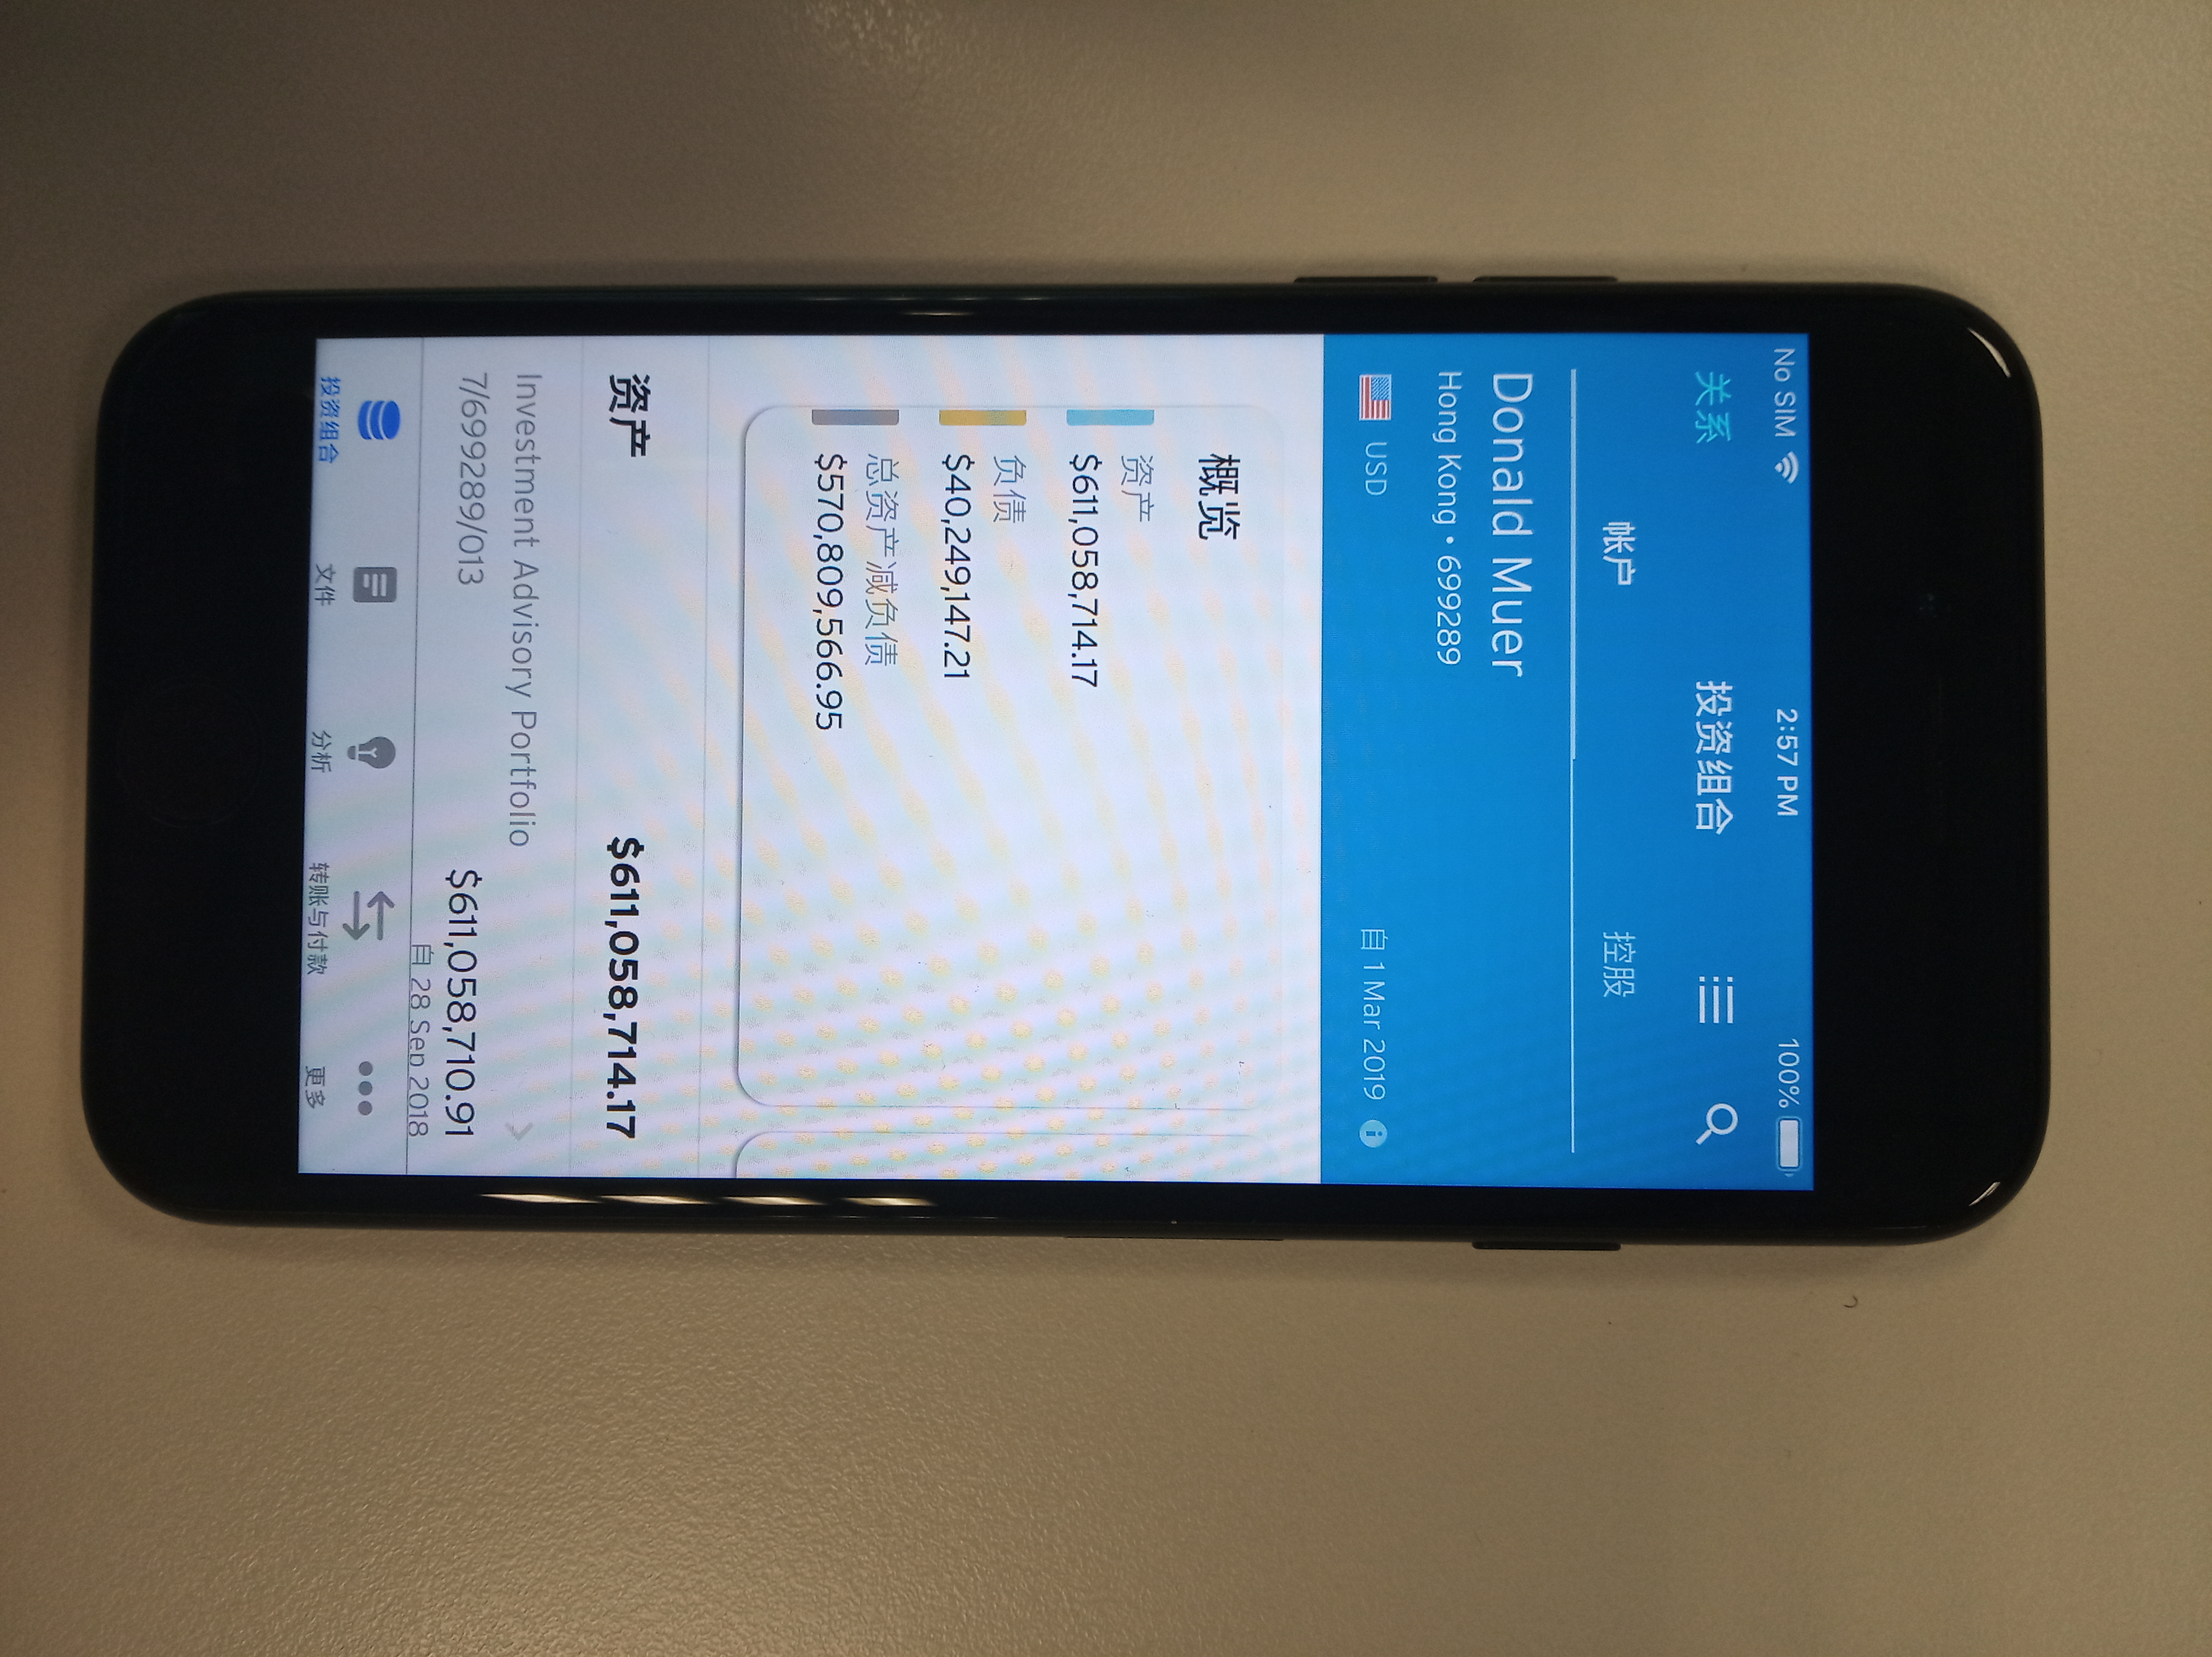 No SIM 2:57 PM 100%
关系 投资组合
帐户 控股
Donald Muer
Hong Kong • 6999289
USD 自 1 Mar 2019
概览
资产
$611,058,714.17
负债
$40,249,147.21
总资产减负债
$570,809,566.95
资产 $611,058,714.17
Investment Advisory Portfolio
7/6999289/013 $611,058,710.91
自 28 Sep 2018
投资组合 文件 分析 转账与付款 更多